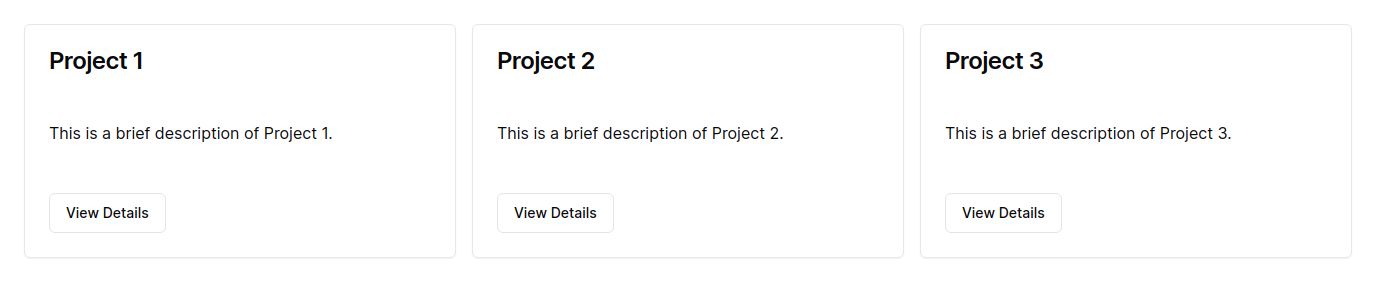 Project 1
This is a brief description of Project 1.
View Details
Project 2
This is a brief description of Project 2.
View Details
Project 3
This is a brief description of Project 3.
View Details